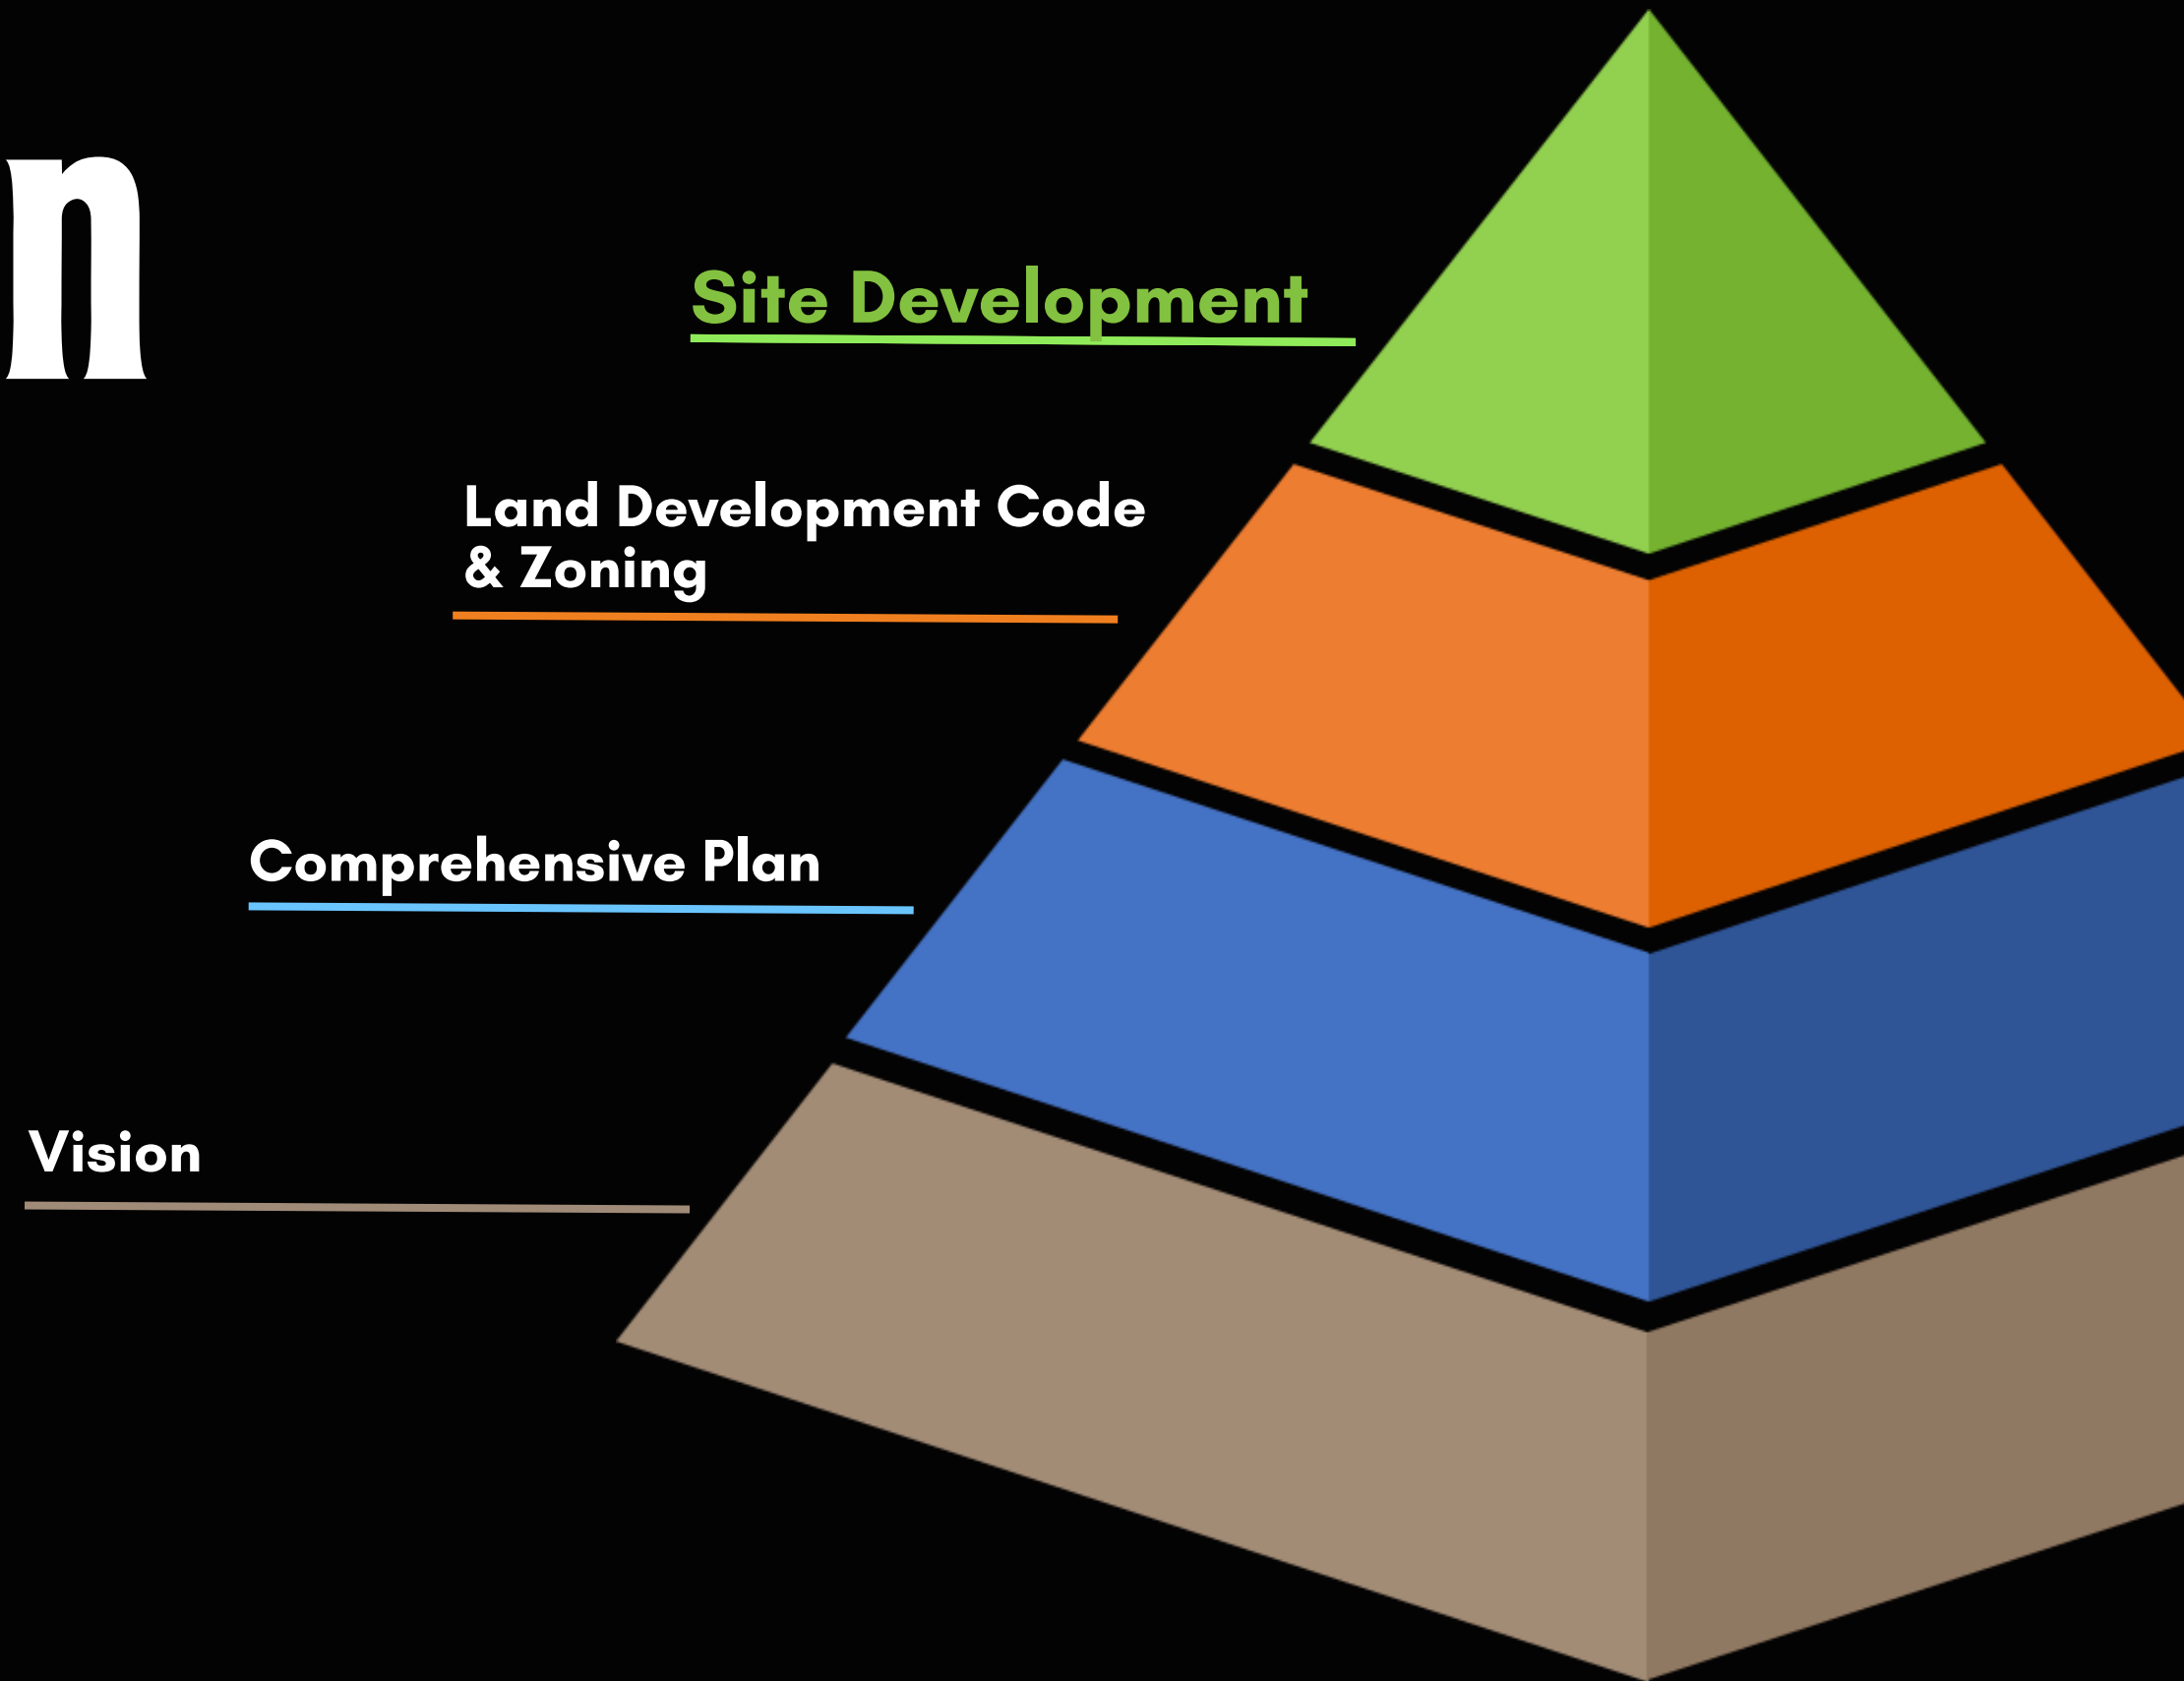 n
Site Development
Land Development Code
& Zoning
Comprehensive Plan
Vision